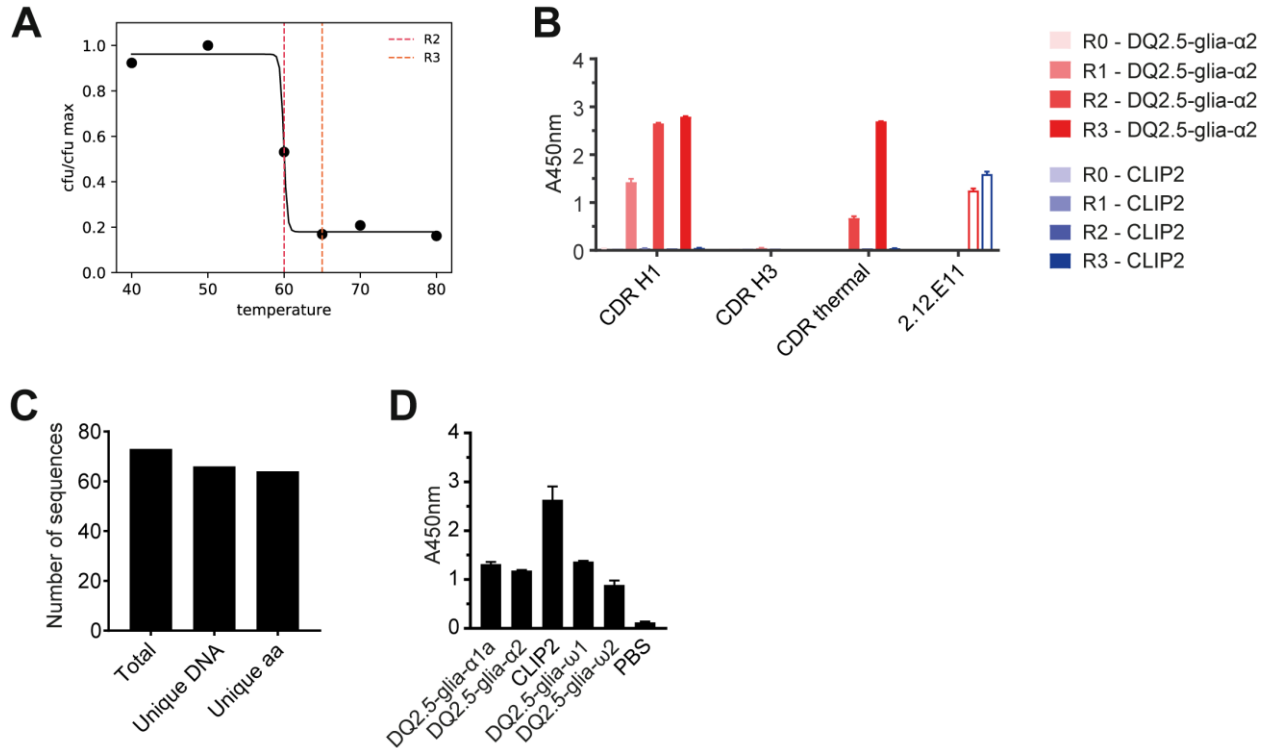 A
cfu/cfu max
1.0
0.8
0.6
0.4
0.2
0.0
40
50
60
70
80
temperature
R2
R3
B
A450nm
4
3
2
1
0
CDR H1
CDR H3
CDR thermal
2.12.E11
R0 - DQ2.5-glia-α2
R1 - DQ2.5-glia-α2
R2 - DQ2.5-glia-α2
R3 - DQ2.5-glia-α2
R0 - CLIP2
R1 - CLIP2
R2 - CLIP2
R3 - CLIP2
C
Number of sequences
80
60
40
20
0
Total
Unique DNA
Unique aa
D
A450nm
4
3
2
1
0
DQ2.5-glia-α1a
DQ2.5-glia-α2
CLIP2
DQ2.5-glia-ω1
DQ2.5-glia-ω2
PBS